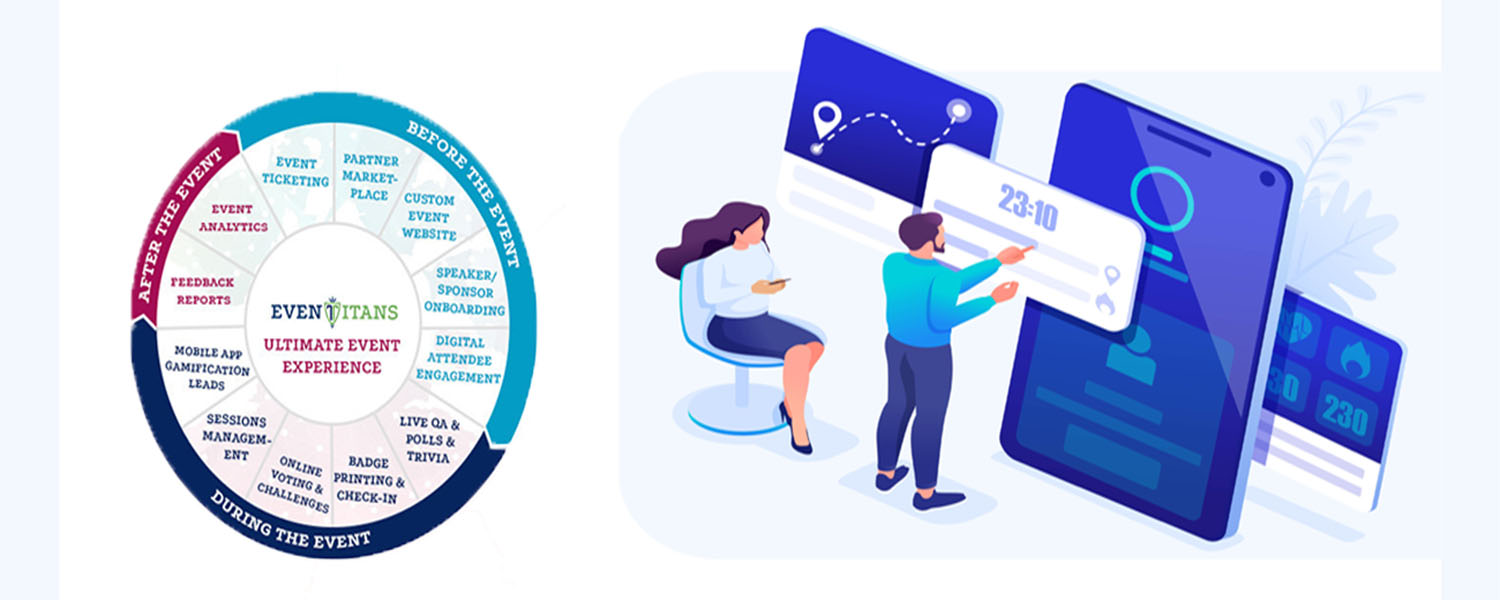 BEFORE THE EVENT
EVENT
TICKETING
PARTNER
MARKET-
PLACE
CUSTOM
EVENT
WEBSITE
SPEAKER/
SPONSOR
ONBOARDING
DIGITAL
ATTENDEE
ENGAGEMENT
DURING THE EVENT
LIVE QA &
POLLS &
TRIVIA
BADGE
PRINTING &
CHECK-IN
ONLINE
VOTING &
CHALLENGES
SESSIONS
MANAGEM-
ENT
MOBILE APP
GAMIFICATION
LEADS
AFTER THE EVENT
FEEDBACK
REPORTS
EVENT
ANALYTICS
EVENTITANS
ULTIMATE EVENT
EXPERIENCE
23:10
230